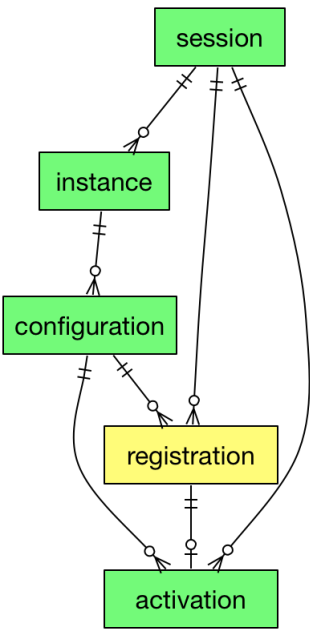 session
instance
configuration
registration
activation